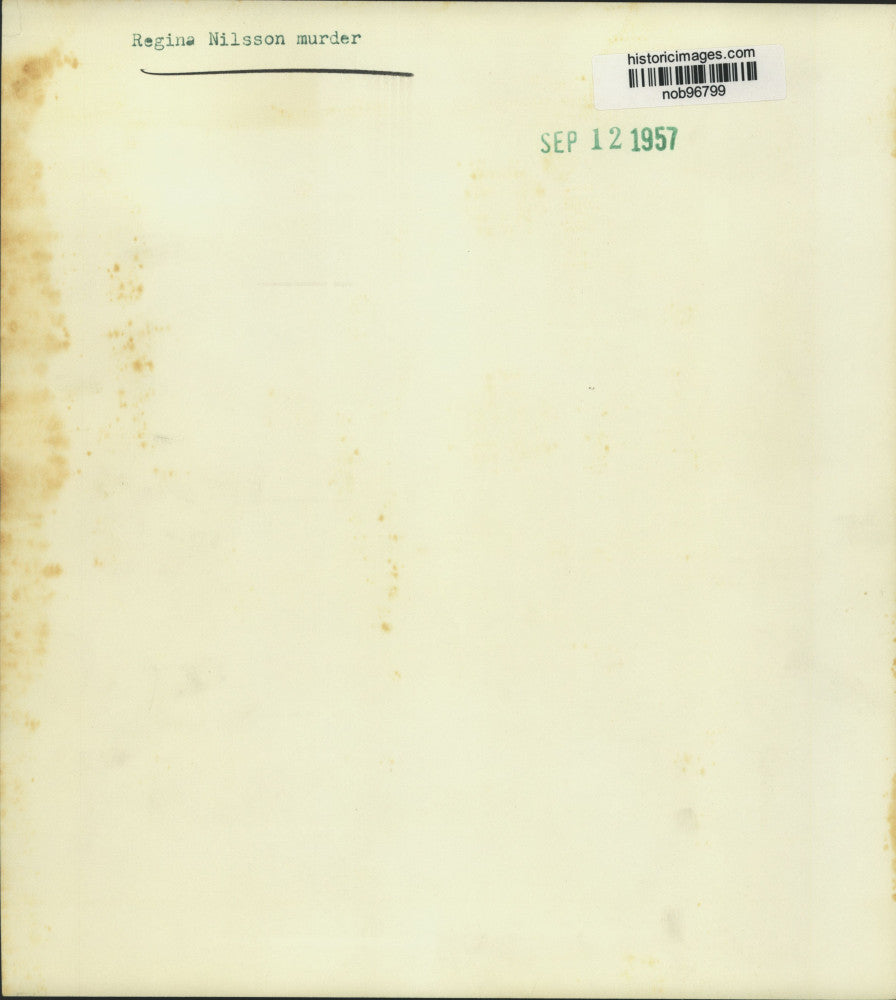 Regina Nilsson murder
historicimages.com
nob96799
SEP 12 1957